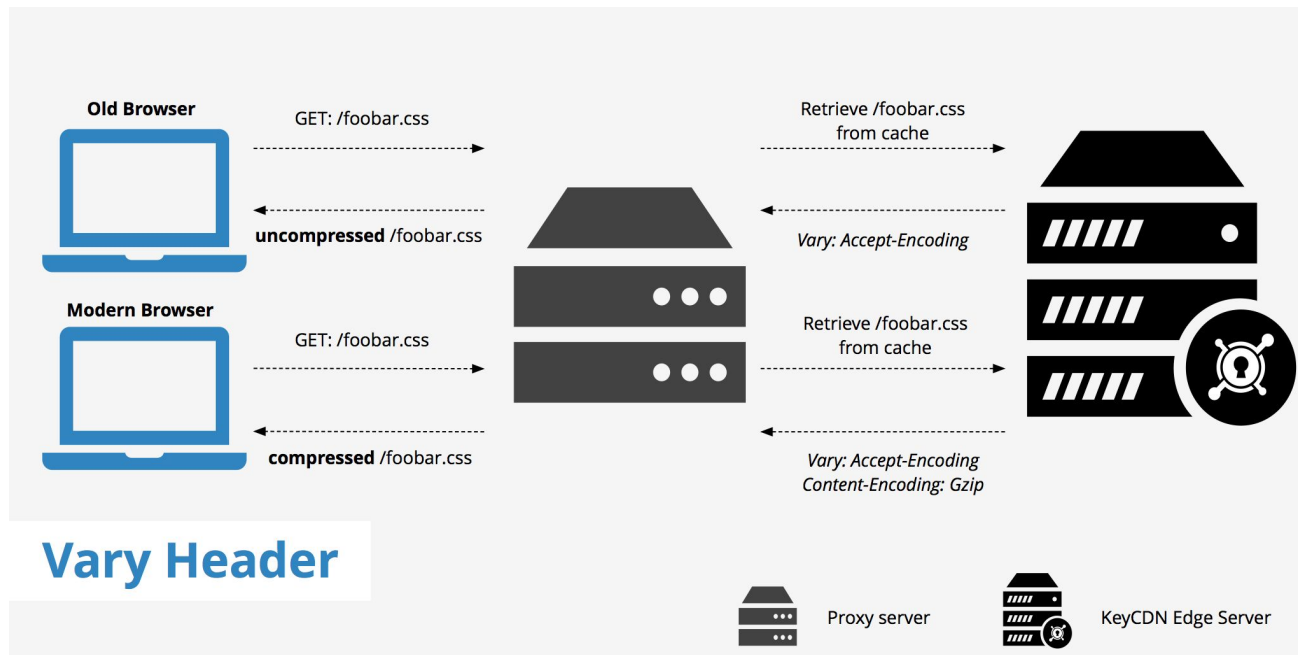 Old Browser
GET: /foobar.css
Retrieve /foobar.css
from cache
uncompressed /foobar.css
Vary: Accept-Encoding
Modern Browser
GET: /foobar.css
Retrieve /foobar.css
from cache
compressed /foobar.css
Vary: Accept-Encoding
Content-Encoding: Gzip
Vary Header
Proxy server
KeyCDN Edge Server